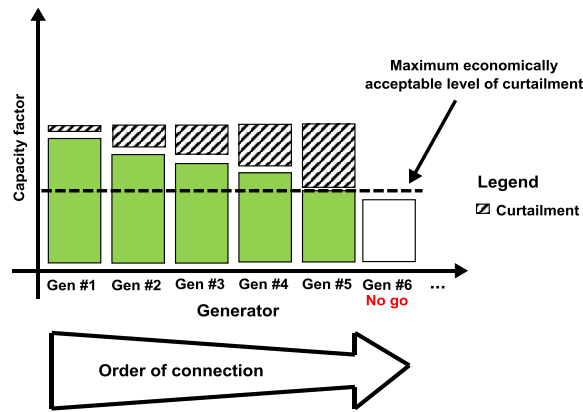 Maximum economically
acceptable level of curtailment
Capacity factor
Legend
Curtailment
Gen #1 Gen #2 Gen #3 Gen #4 Gen #5 Gen #6 ...
No go
Generator
Order of connection